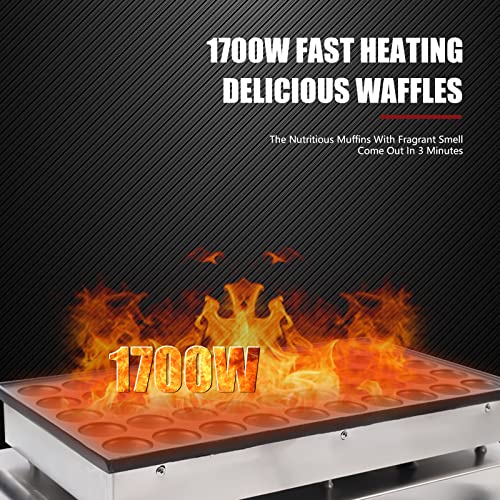 1700W FAST HEATING
DELICIOUS WAFFLES
The Nutritious Muffins With Fragrant Smell
Come Out In 3 Minutes
1700W